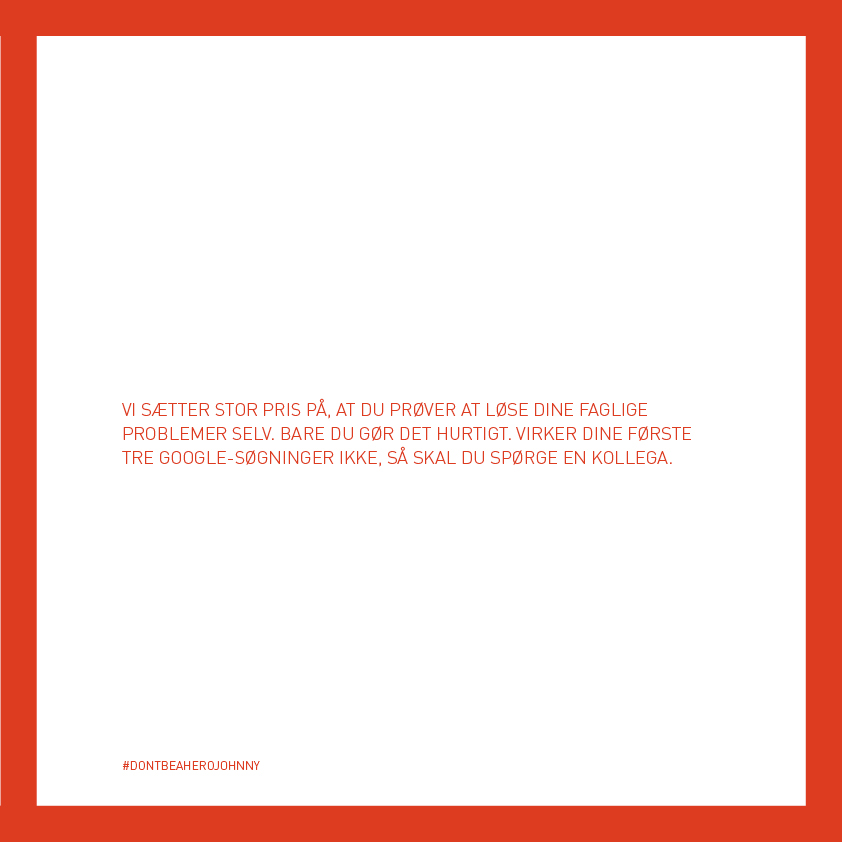 VI SÆTTER STOR PRIS PÅ, AT DU PRØVER AT LØSE DINE FAGLIGE
PROBLEMER SELV. BARE DU GØR DET HURTIGT. VIRKER DINE FØRSTE
TRE GOOGLE-SØGNINGER IKKE, SÅ SKAL DU SPØRGE EN KOLLEGA.
#DONTBEAHEROJOHNNY